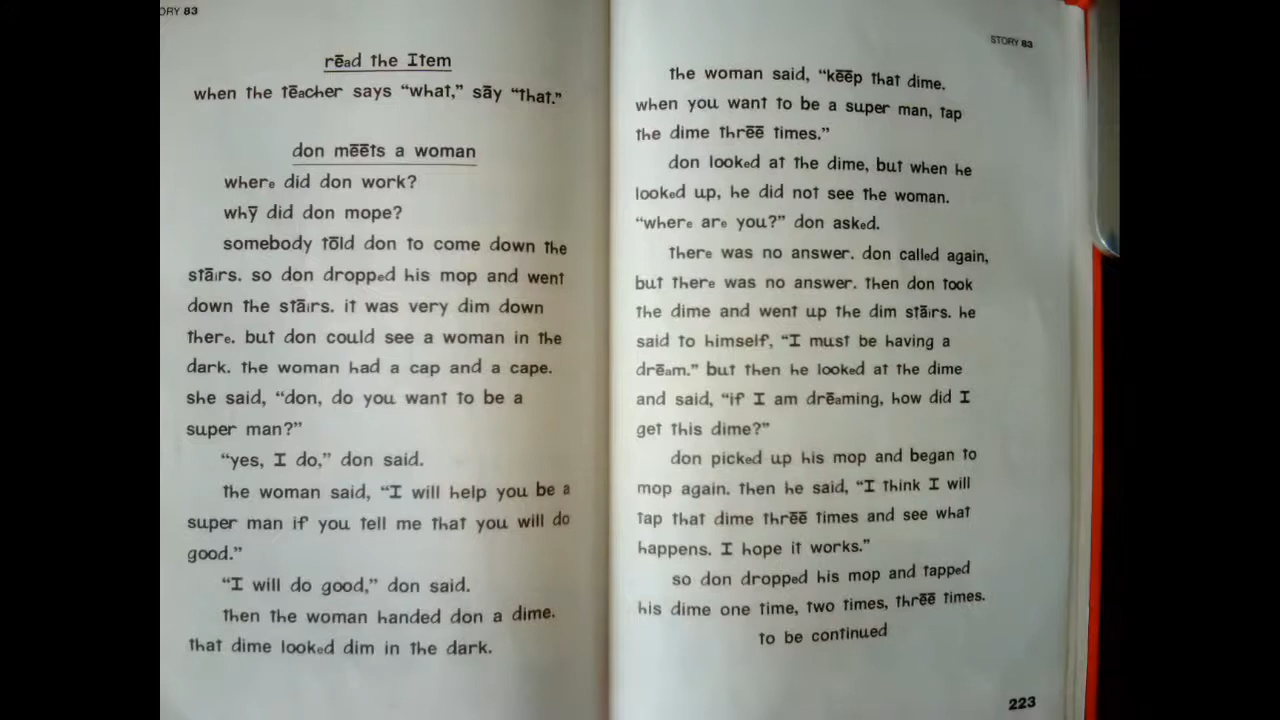 ORY 83
rēad the Item
when the tēacher says “what,” sāy “that.”
don mēēts a woman
where did don work?
whȳ did don mope?
somebody tōld don to come down the
stāirs. so don dropped his mop and went
down the stāirs. it was very dim down
there. but don could see a woman in the
dark. the woman had a cap and a cape.
she said, “don, do you want to be a
super man?”
“yes, I do,” don said.
the woman said, “I will help you be a
super man if you tell me that you will do
good.”
“I will do good,” don said.
then the woman handed don a dime.
that dime looked dim in the dark.
STORY 83
the woman said, “kēēp that dime.
when you want to be a super man, tap
the dime thrēē times.”
don looked at the dime, but when he
looked up, he did not see the woman.
“where are you?” don asked.
there was no answer. don called again,
but there was no answer. then don took
the dime and went up the dim stāirs. he
said to himself, “I must be having a
drēam.” but then he looked at the dime
and said, “if I am drēaming, how did I
get this dime?”
don picked up his mop and began to
mop again. then he said, “I think I will
tap that dime thrēē times and see what
happens. I hope it works.”
so don dropped his mop and tapped
his dime one time, two times, thrēē times.
to be continued
223